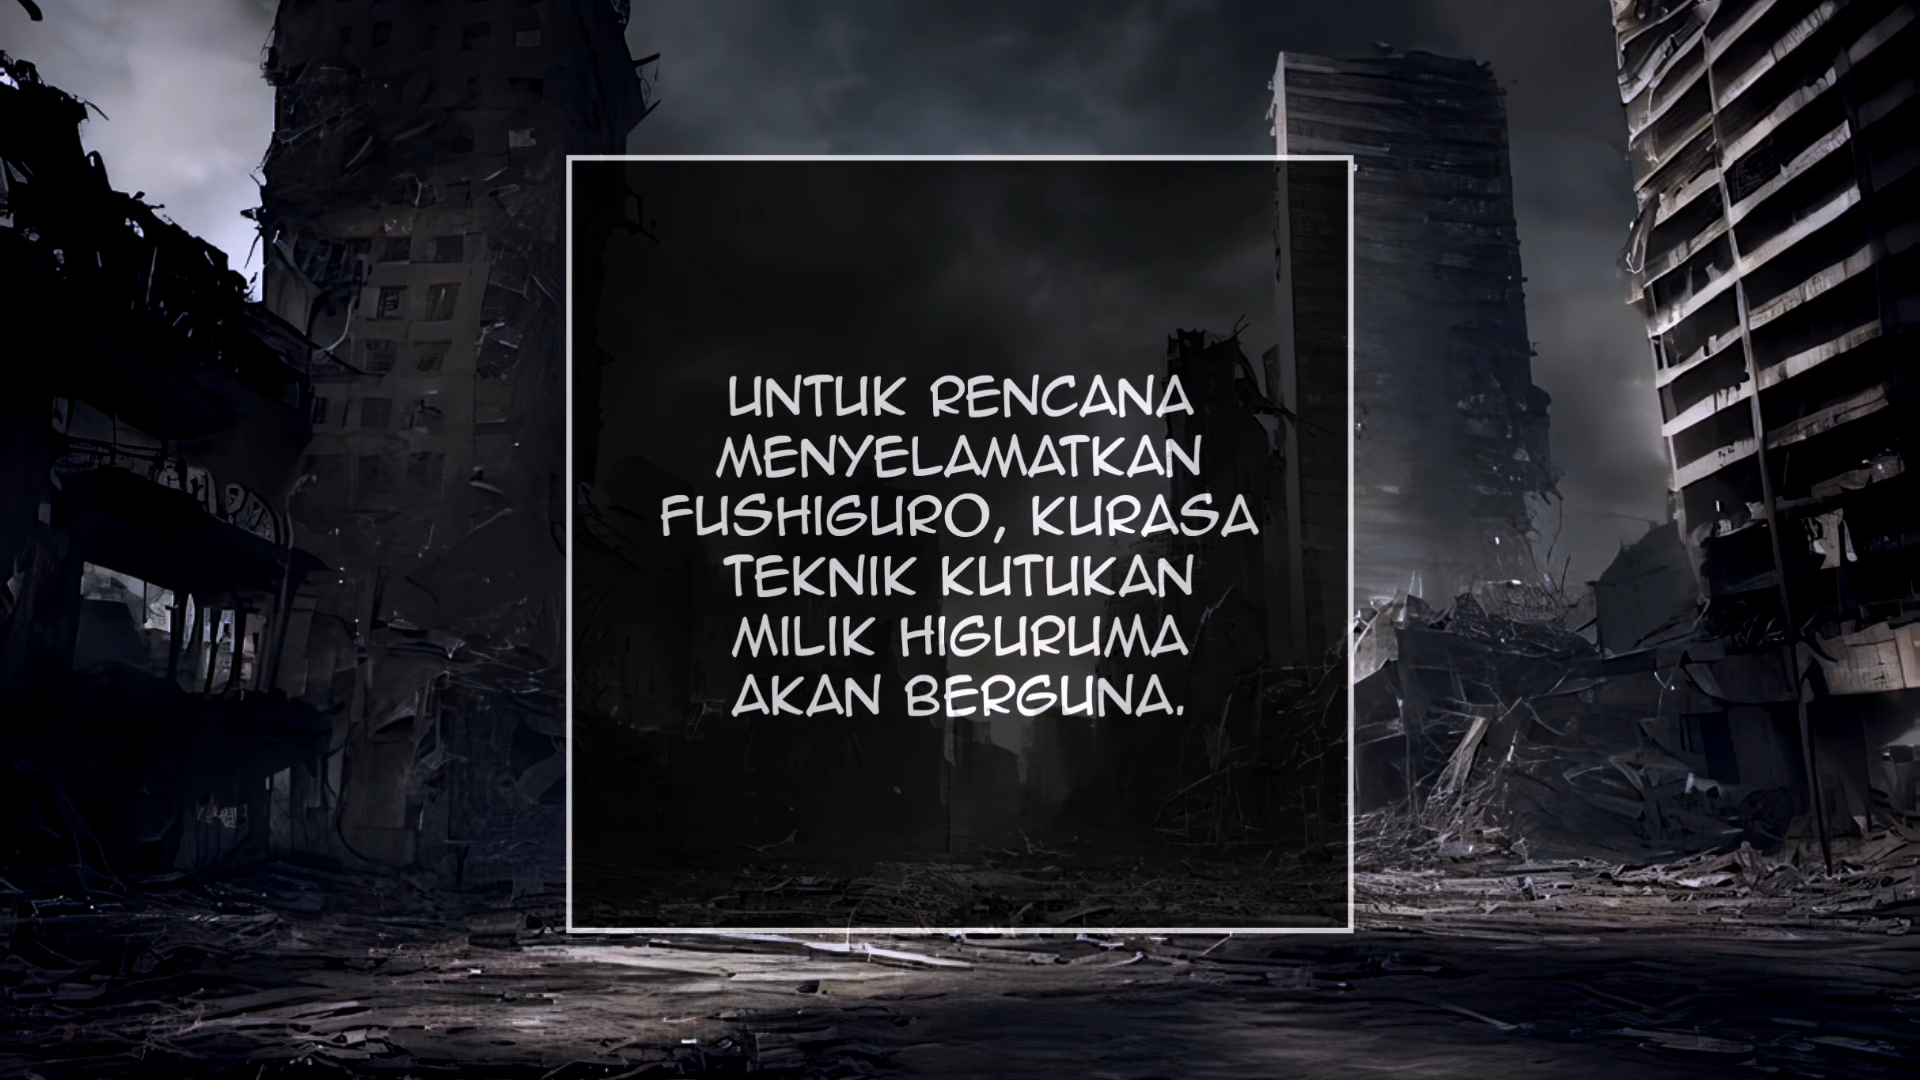 UNTUK RENCANA
MENYELAMATKAN
FUSHIGURO, KURASA
TEKNIK KUTUKAN
MILIK HIGURUMA
AKAN BERGUNA.